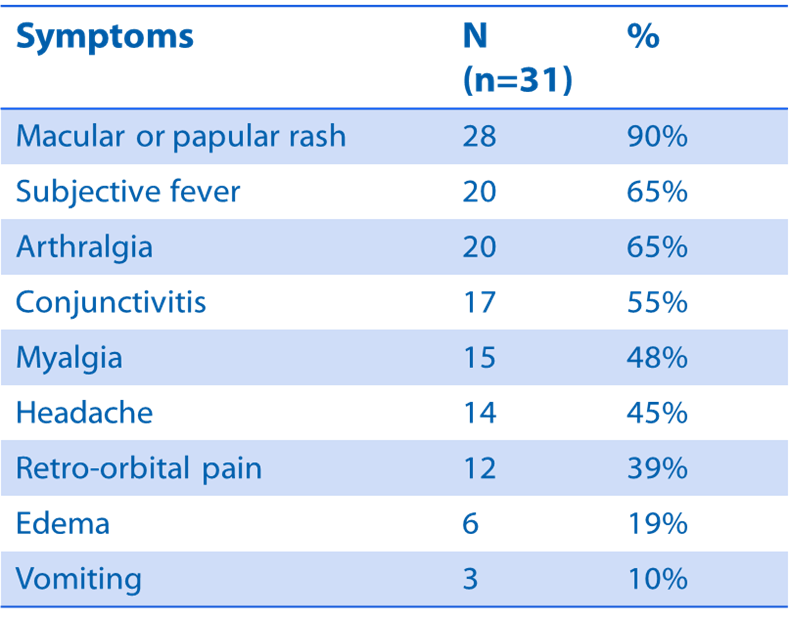 Symptoms N %
(n=31)
Macular or papular rash 28 90%
Subjective fever 20 65%
Arthralgia 20 65%
Conjunctivitis 17 55%
Myalgia 15 48%
Headache 14 45%
Retro-orbital pain 12 39%
Edema 6 19%
Vomiting 3 10%